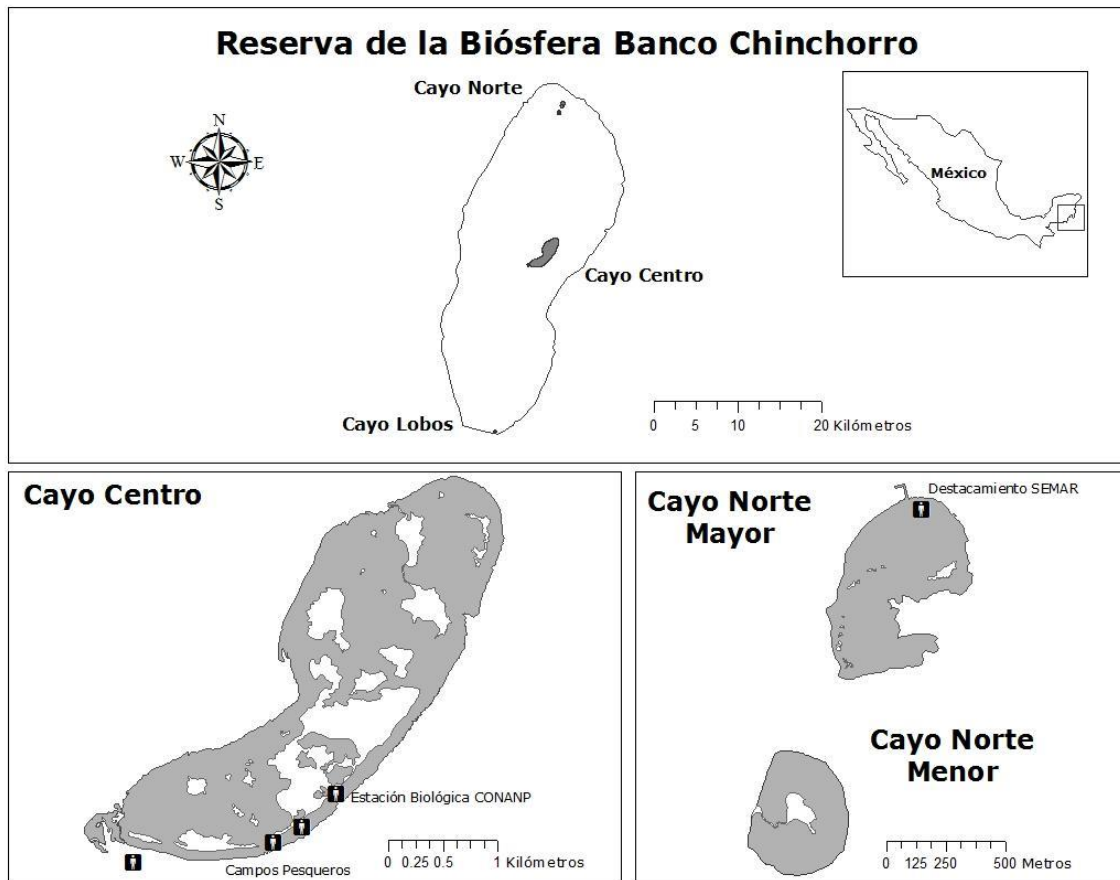 Reserva de la Biósfera Banco Chinchorro
Cayo Norte
N
W E
S
México
Cayo Centro
Cayo Lobos
0 5 10 20 Kilómetros
Cayo Centro
Estación Biológica CONANP
Campos Pesqueros
0 0.25 0.5 1 Kilómetros
Cayo Norte
Mayor
Destacamiento SEMAR
Cayo Norte
Menor
0 125 250 500 Metros